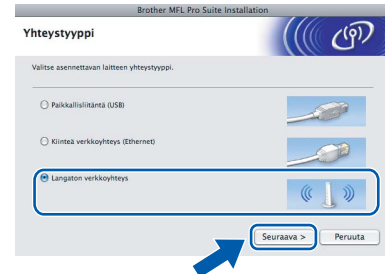 Brother MFL Pro Suite Installation
Yhteystyyppi
Valitse asennettavan laitteen yhteystyyppi.
Paikallisliitäntä (USB)
Kiinteä verkkoyhteys (Ethernet)
Langaton verkkoyhteys
Seuraava > Peruuta